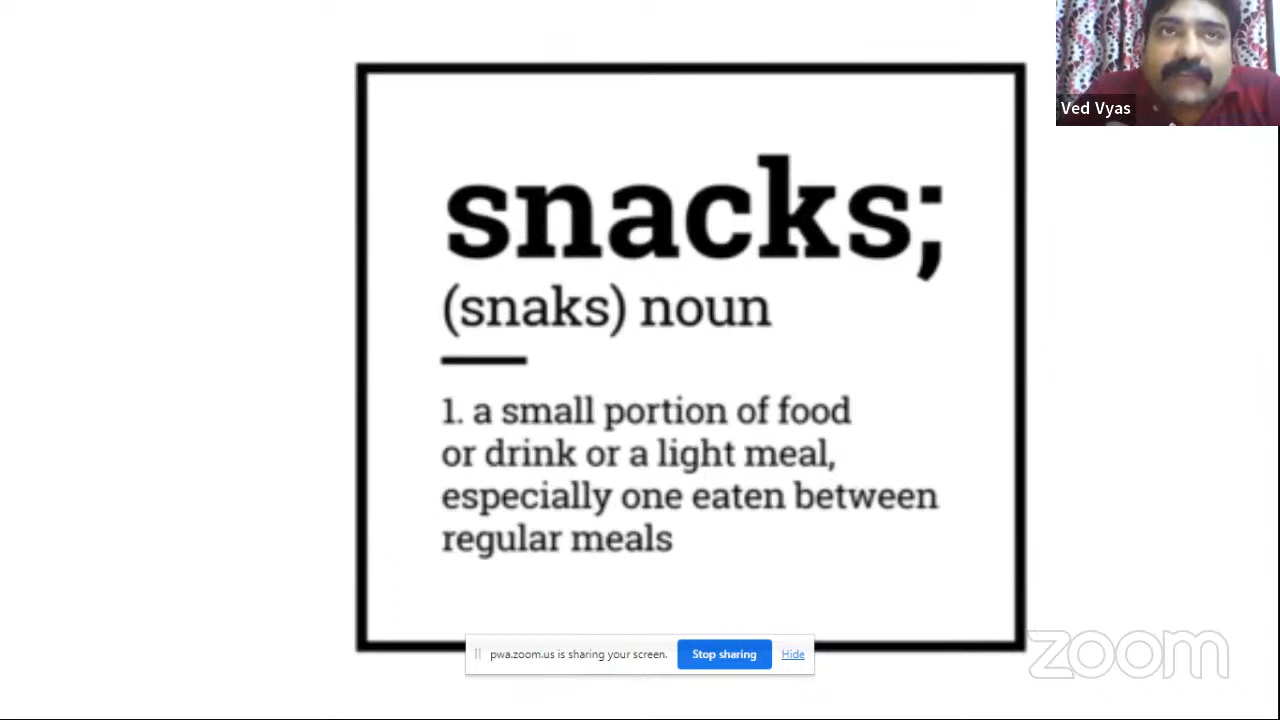 Ved Vyas
snacks;
(snaks) noun
1. a small portion of food
or drink or a light meal,
especially one eaten between
regular meals
pwa.zoom.us is sharing your screen. Stop sharing Hide
zoom